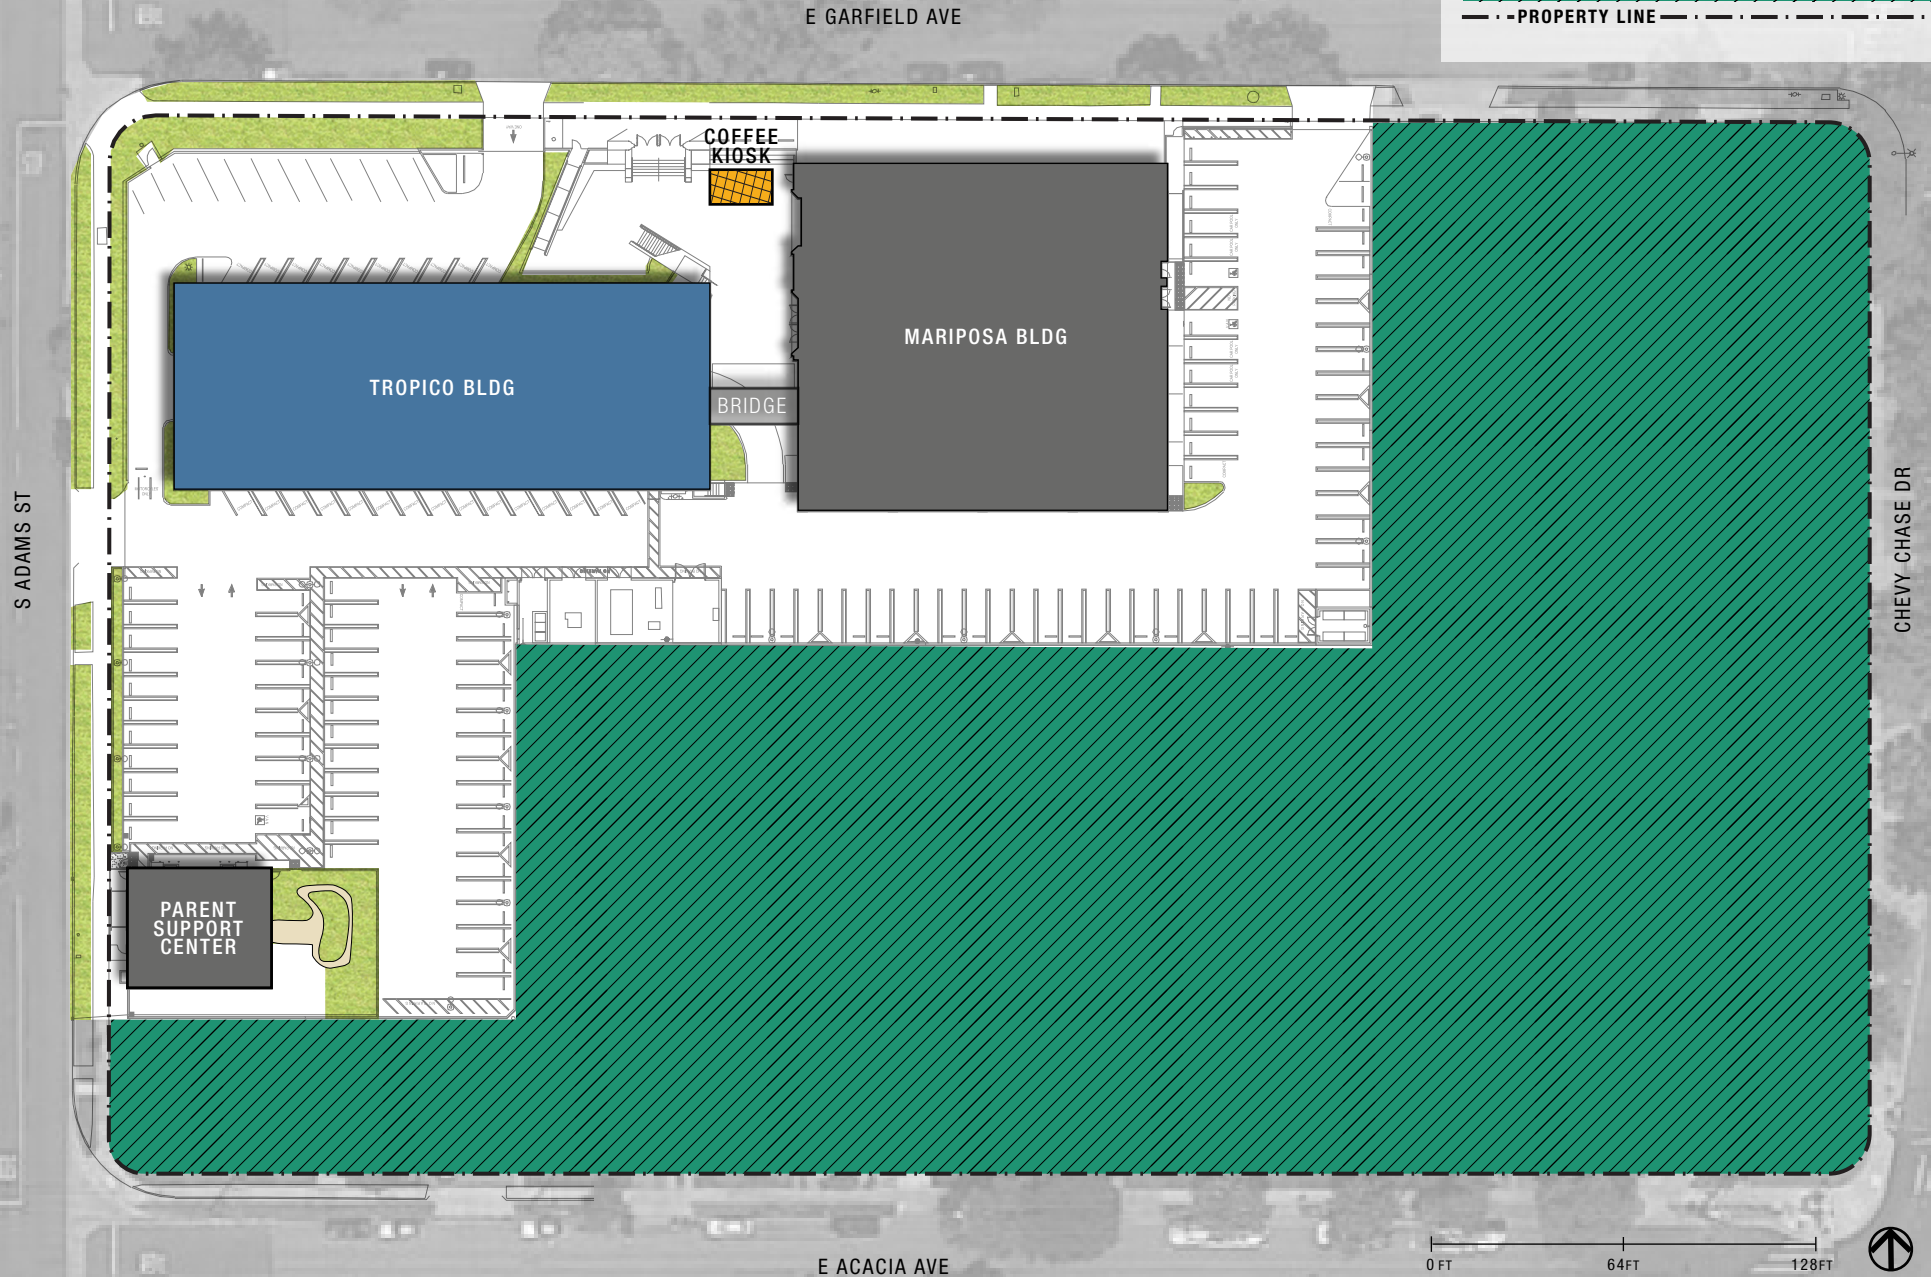 E GARFIELD AVE
PROPERTY LINE
COFFEE
KIOSK
MARIPOSA BLDG
TROPICO BLDG
BRIDGE
S ADAMS ST
CHEVY CHASE DR
PARENT
SUPPORT
CENTER
E ACACIA AVE
0 FT
64FT
128FT